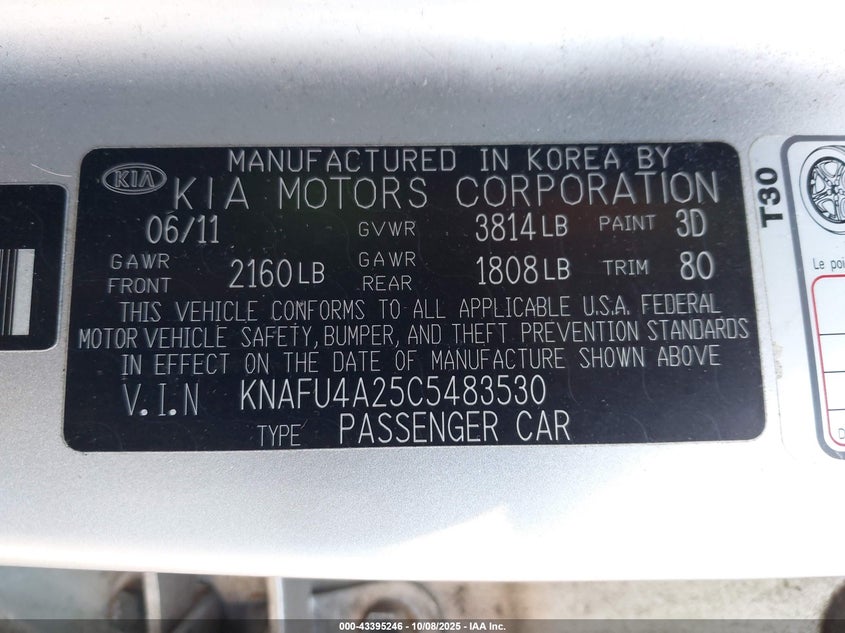 MANUFACTURED IN KOREA BY
KIA KIA MOTORS CORPORATION
06/11 GVWR 3814 LB PAINT 3D
GAWR FRONT 2160 LB GAWR REAR 1808 LB TRIM 80
THIS VEHICLE CONFORMS TO ALL APPLICABLE U.S.A. FEDERAL
MOTOR VEHICLE SAFETY, BUMPER, AND THEFT PREVENTION STANDARDS
IN EFFECT ON THE DATE OF MANUFACTURE SHOWN ABOVE
V.I.N KNAFU4A25C5483530
TYPE PASSENGER CAR
T30
Le poi
000-43395246 - 10/08/2025 - IAA Inc.